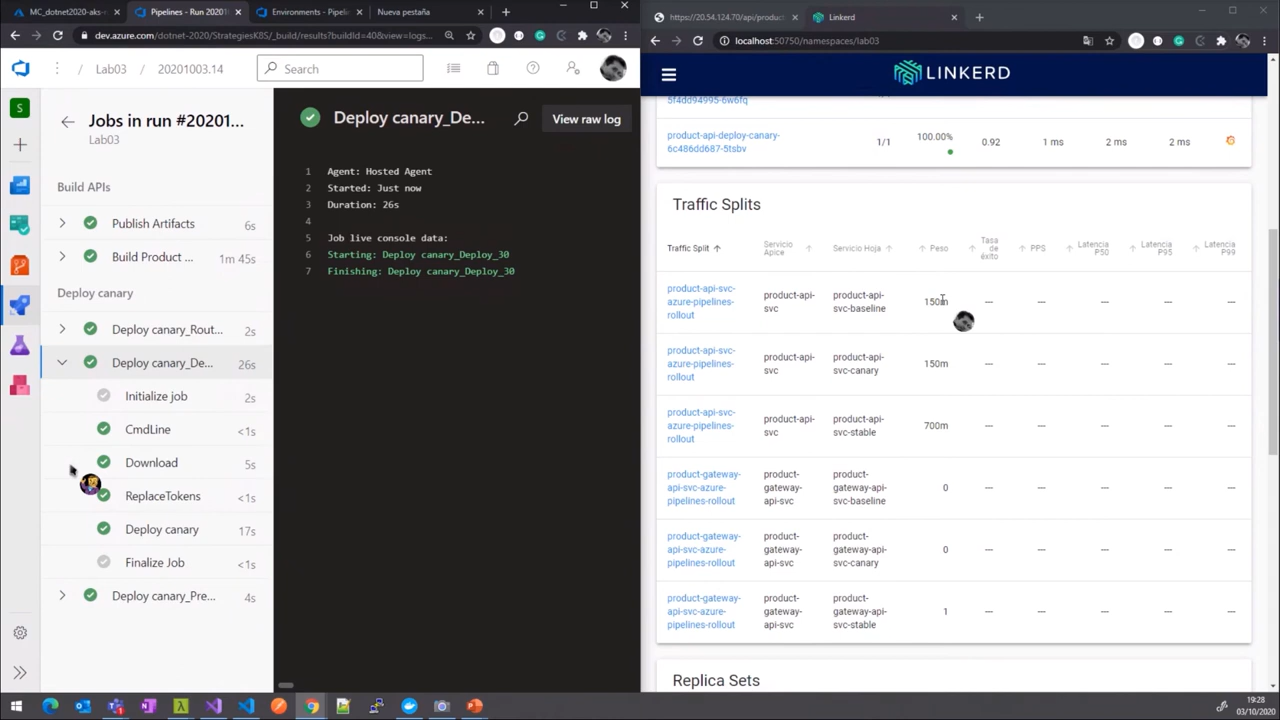 MC_dotnet2020-aks-
Pipelines - Run 2020
Environments - Pipelin
Nueva pestaña
dev.azure.com/dotnet-2020/StrategiesK8S/_build/results?buildId=40&view=logs...
Lab03
20201003.14
Search
Jobs in run #20201...
Lab03
Build APIs
Publish Artifacts 6s
Build Product ... 1m 45s
Deploy canary
Deploy canary_Rout... 2s
Deploy canary_De... 26s
Initialize job 2s
CmdLine <1s
Download 5s
ReplaceTokens <1s
Deploy canary 17s
Finalize Job <1s
Deploy canary_Pre... 4s
Deploy canary_De...
View raw log
1 Agent: Hosted Agent
2 Started: Just now
3 Duration: 26s
4
5 Job live console data:
6 Starting: Deploy canary_Deploy_30
7 Finishing: Deploy canary_Deploy_30
https://20.54.124.70/api/produc
Linkerd
localhost:50750/namespaces/lab03
LINKERD
5f4dd94995-6w6fq
product-api-deploy-canary-
6c486dd687-5tsbv
1/1 100.00% 0.92 1 ms 2 ms 2 ms
Traffic Splits
Traffic Split
Servicio
Apice
Servicio Hoja
Peso
Tasa
de
éxito
PPS
Latencia
P50
Latencia
P95
Latencia
P99
product-api-svc-
azure-pipelines-
rollout
product-api-
svc
product-api-
svc-baseline
150m --- --- --- --- ---
product-api-svc-
azure-pipelines-
rollout
product-api-
svc
product-api-
svc-canary
150m --- --- --- --- ---
product-api-svc-
azure-pipelines-
rollout
product-api-
svc
product-api-
svc-stable
700m --- --- --- --- ---
product-gateway-
api-svc-azure-
pipelines-rollout
product-
gateway-
api-svc
product-
gateway-api-
svc-baseline
0 --- --- --- --- ---
product-gateway-
api-svc-azure-
pipelines-rollout
product-
gateway-
api-svc
product-
gateway-api-
svc-canary
0 --- --- --- --- ---
product-gateway-
api-svc-azure-
pipelines-rollout
product-
gateway-
api-svc
product-
gateway-api-
svc-stable
1 --- --- --- --- ---
Replica Sets
19:28
03/10/2020